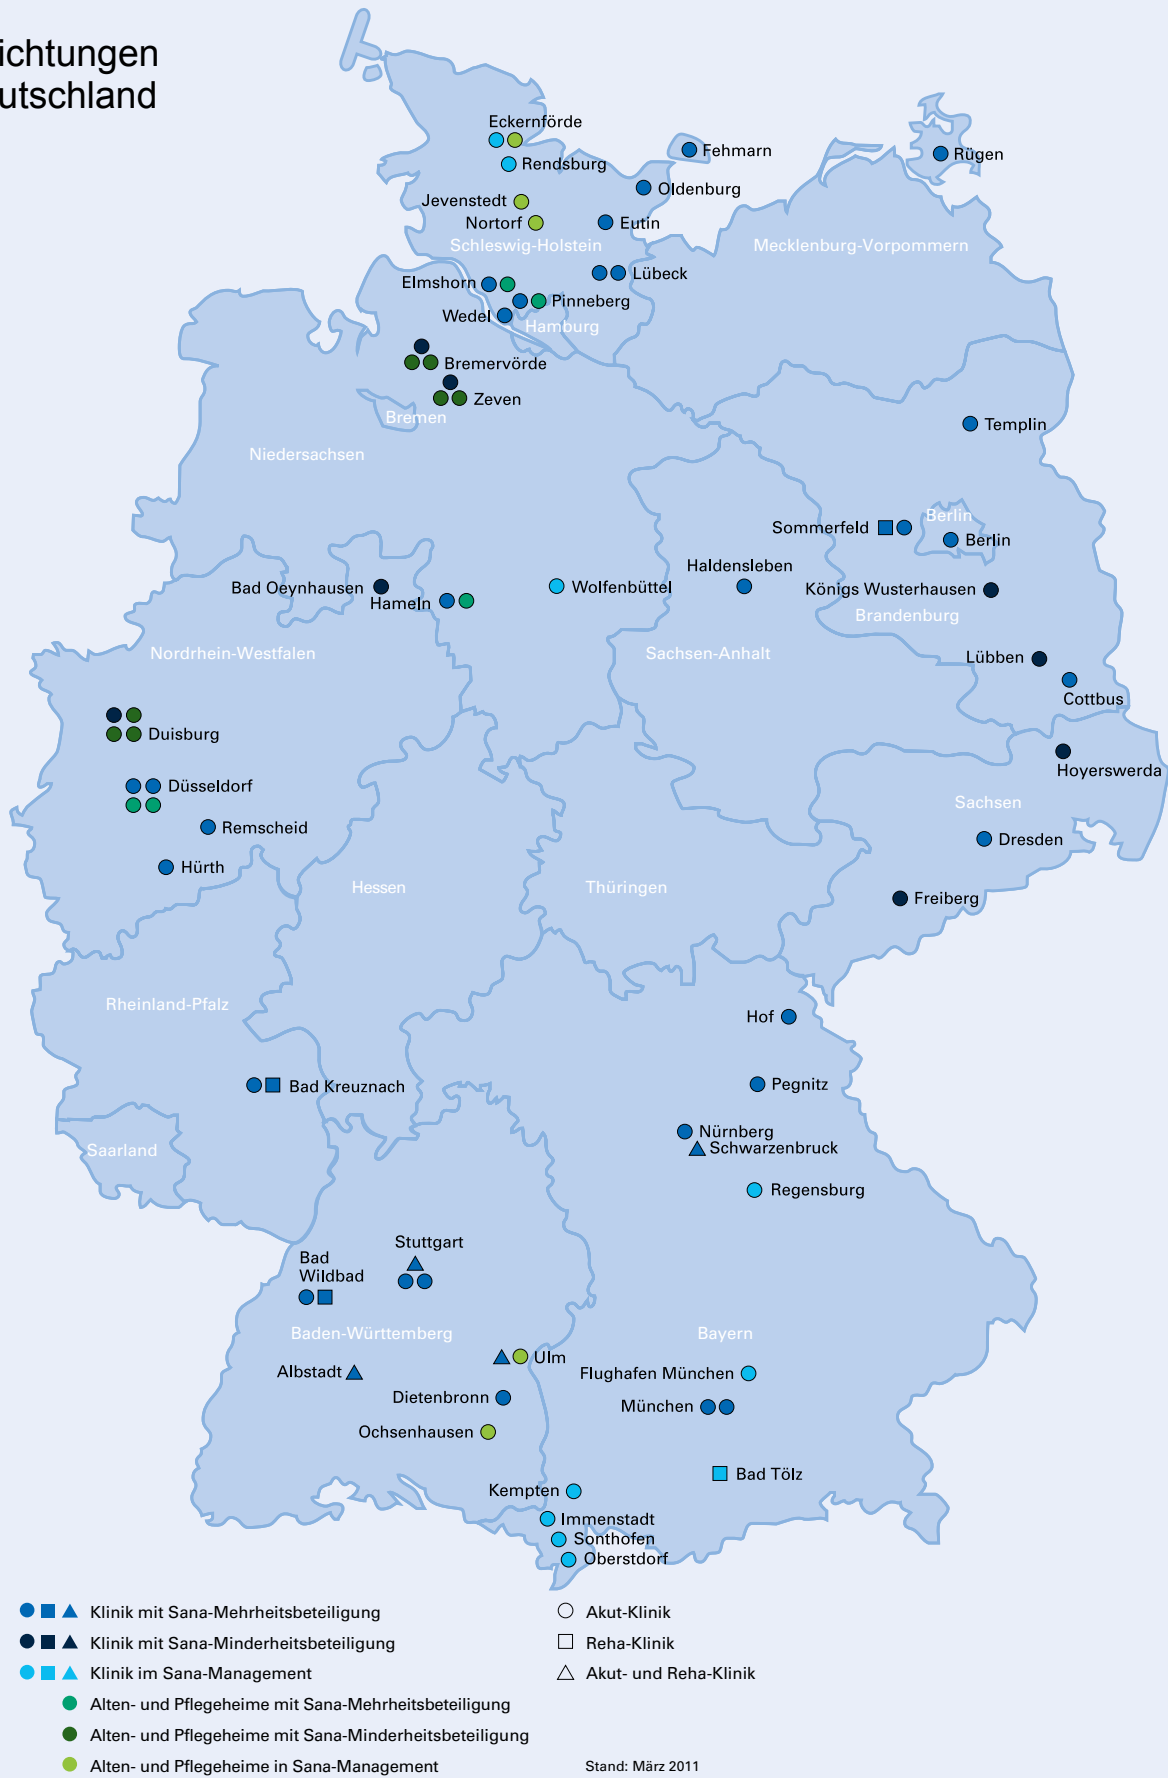 ichtungen
utschland
Eckernförde
Fehmarn
Rügen
Rendsburg
Oldenburg
Jevenstedt
Nortorf
Eutin
Schleswig-Holstein
Mecklenburg-Vorpommern
Lübeck
Elmshorn
Pinneberg
Wedel
Hamburg
Bremervörde
Zeven
Bremen
Templin
Niedersachsen
Berlin
Sommerfeld
Berlin
Haldensleben
Bad Oeynhausen
Wolfenbüttel
Königs Wusterhausen
Hameln
Brandenburg
Nordrhein-Westfalen
Sachsen-Anhalt
Lübben
Cottbus
Duisburg
Hoyerswerda
Düsseldorf
Sachsen
Remscheid
Dresden
Hürth
Hessen
Thüringen
Freiberg
Rheinland-Pfalz
Hof
Bad Kreuznach
Pegnitz
Nürnberg
Saarland
Schwarzenbruck
Regensburg
Stuttgart
Bad
Wildbad
Baden-Württemberg
Bayern
Ulm
Albstadt
Flughafen München
Dietenbronn
München
Ochsenhausen
Bad Tölz
Kempten
Immenstadt
Sonthofen
Oberstdorf
Klinik mit Sana-Mehrheitsbeteiligung
Akut-Klinik
Klinik mit Sana-Minderheitsbeteiligung
Reha-Klinik
Klinik im Sana-Management
Akut- und Reha-Klinik
Alten- und Pflegeheime mit Sana-Mehrheitsbeteiligung
Alten- und Pflegeheime mit Sana-Minderheitsbeteiligung
Alten- und Pflegeheime in Sana-Management
Stand: März 2011